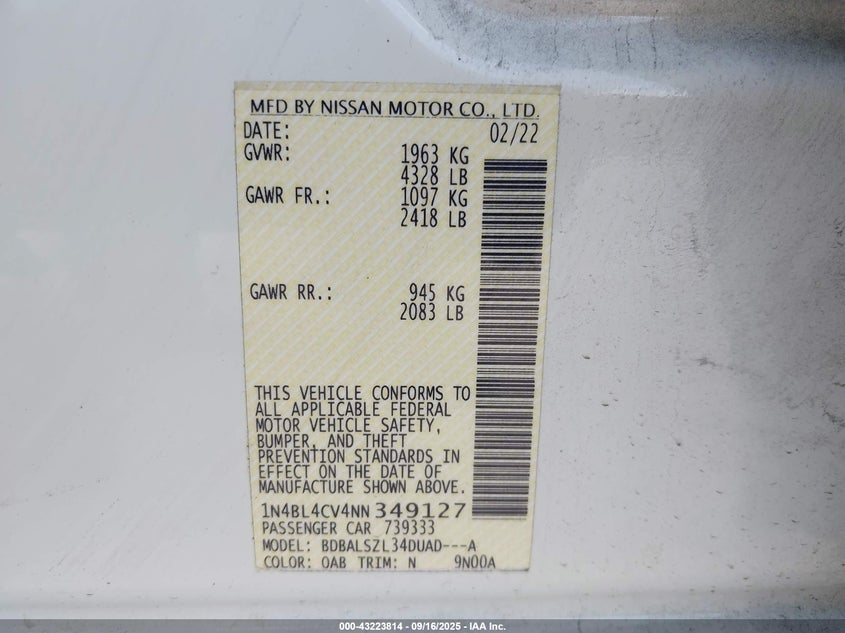 MFD BY NISSAN MOTOR CO., LTD.
DATE: 02/22
GVWR: 1963 KG
4328 LB
GAWR FR.: 1097 KG
2418 LB
GAWR RR.: 945 KG
2083 LB
THIS VEHICLE CONFORMS TO
ALL APPLICABLE FEDERAL
MOTOR VEHICLE SAFETY,
BUMPER, AND THEFT
PREVENTION STANDARDS IN
EFFECT ON THE DATE OF
MANUFACTURE SHOWN ABOVE.
1N4BL4CV4NN349127
PASSENGER CAR 739333
MODEL: BDBALSZL34DUAD---A
COLOR: QAB TRIM: N 9N00A
000-43223814 - 09/16/2025 - IAA Inc.